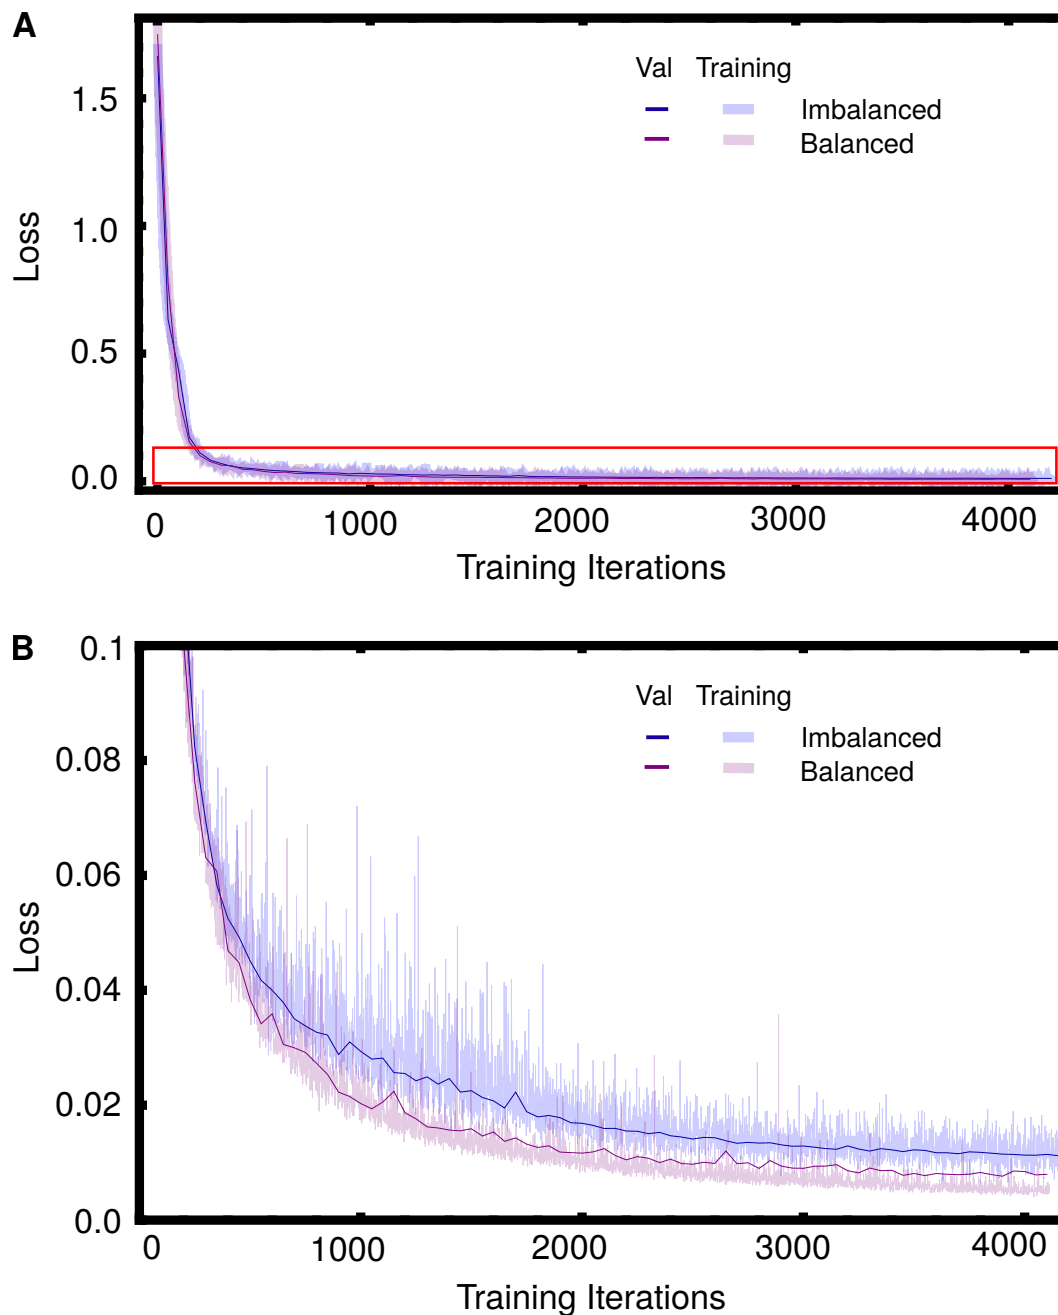 A
Val Training
Imbalanced
Balanced
1.5
1.0
0.5
0.0
Loss
0 1000 2000 3000 4000
Training Iterations
B
Val Training
Imbalanced
Balanced
0.1
0.08
0.06
0.04
0.02
0.0
Loss
0 1000 2000 3000 4000
Training Iterations